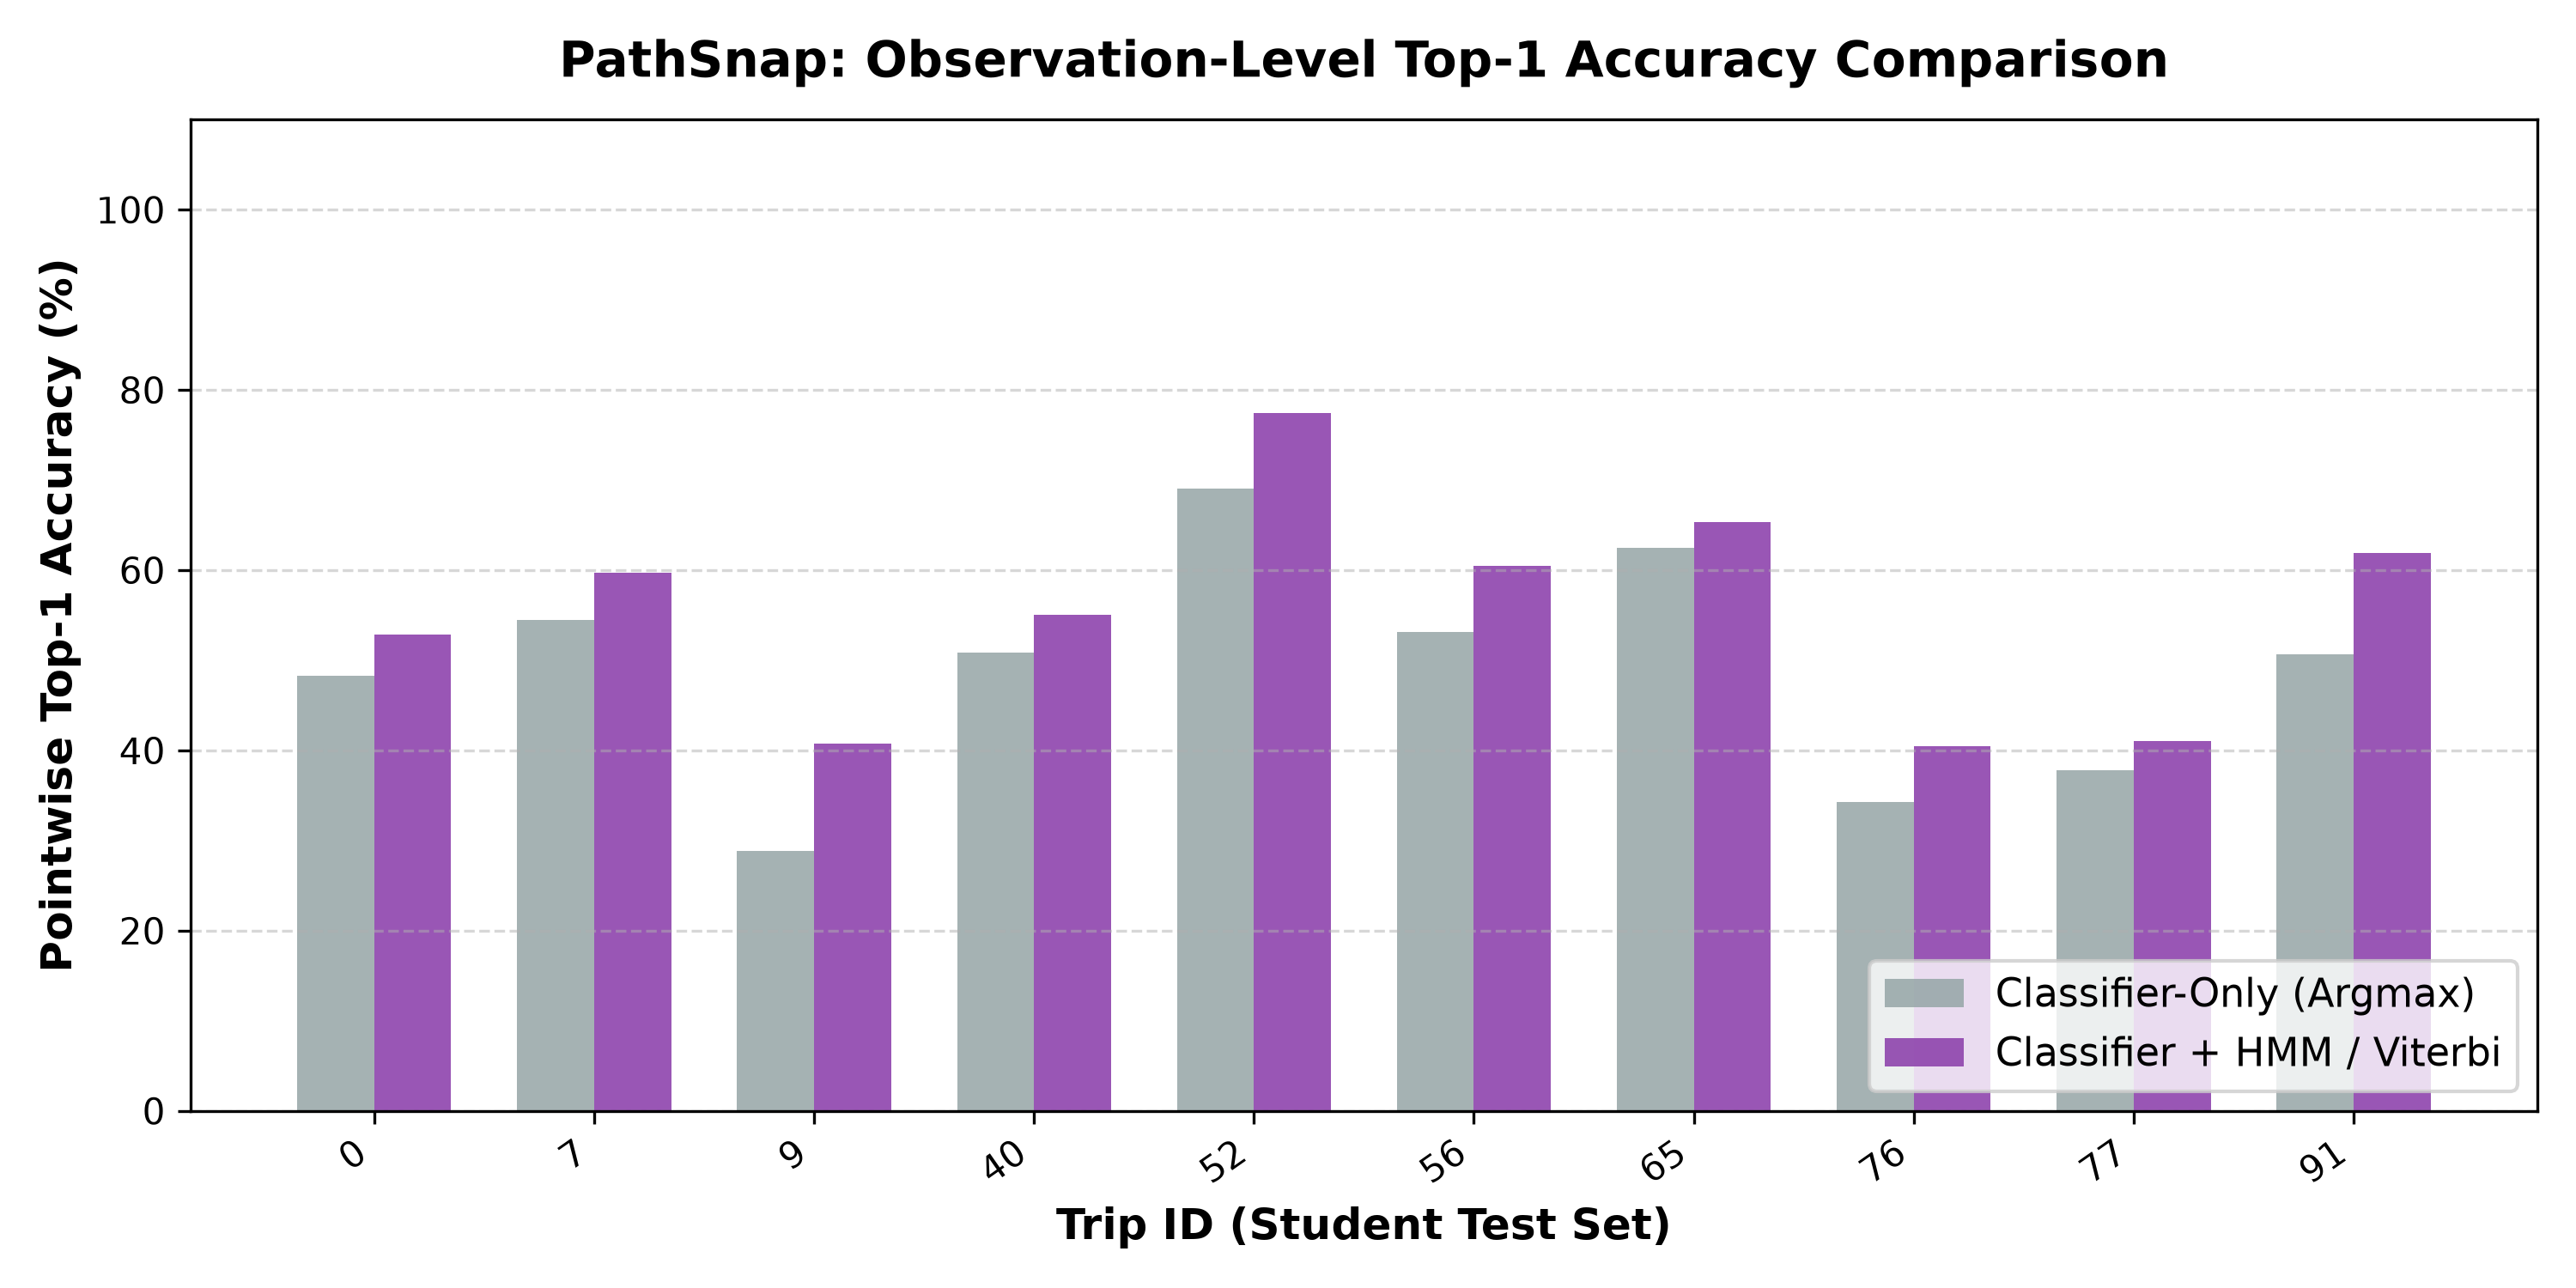 PathSnap: Observation-Level Top-1 Accuracy Comparison
Pointwise Top-1 Accuracy (%)
100
80
60
40
20
0
Classifier-Only (Argmax)
Classifier + HMM / Viterbi
0 7 9 40 52 56 65 76 77 91
Trip ID (Student Test Set)